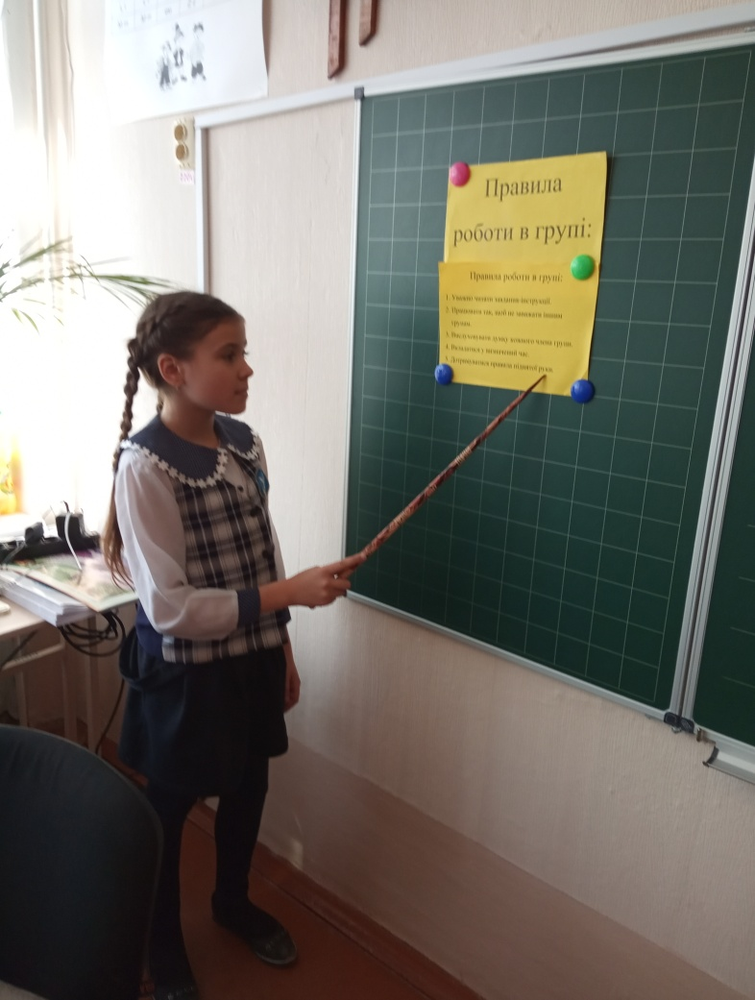 Правила
роботи в групі:
Правила роботи в групі:
1. Уважно читати завдання-інструкції.
2. Працювати так, щоб не заважати іншим
групам.
3. Вислуховувати думку кожного члена групи.
4. Вкладатися у визначений час.
5. Дотримуватися правила піднятої руки.